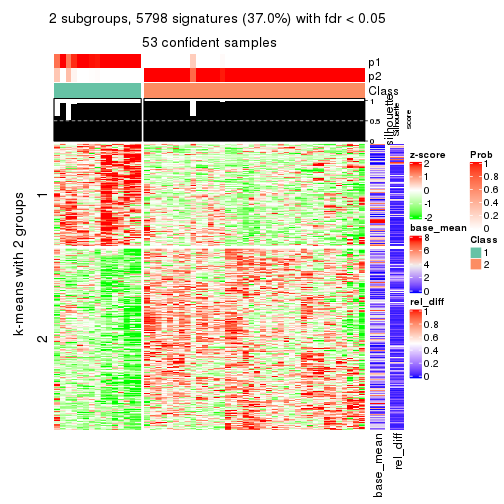 2 subgroups, 5798 signatures (37.0%) with fdr < 0.05
53 confident samples
p1
p2
Class
silhouette
Silhouette
score
1
0.5
0
k-means with 2 groups
1
2
base_mean
rel_diff
z-score
2
1
0
-1
-2
base_mean
8
6
4
2
0
rel_diff
1
0.8
0.6
0.4
0.2
0
Prob
1
0.8
0.6
0.4
0.2
0
Class
1
2